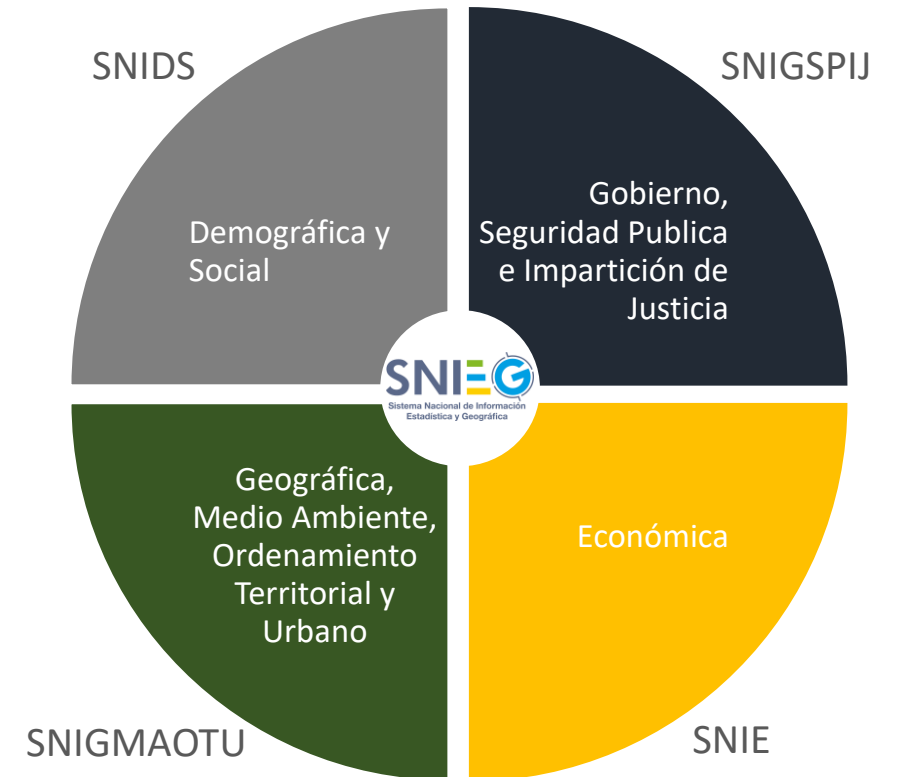 SNIDS
SNIGSPIJ
Demográfica y
Social
Gobierno,
Seguridad Publica
e Impartición de
Justicia
SNIEG
Sistema Nacional de Información
Estadística y Geográfica
Geográfica,
Medio Ambiente,
Ordenamiento
Territorial y
Urbano
Económica
SNIGMAOTU
SNIE